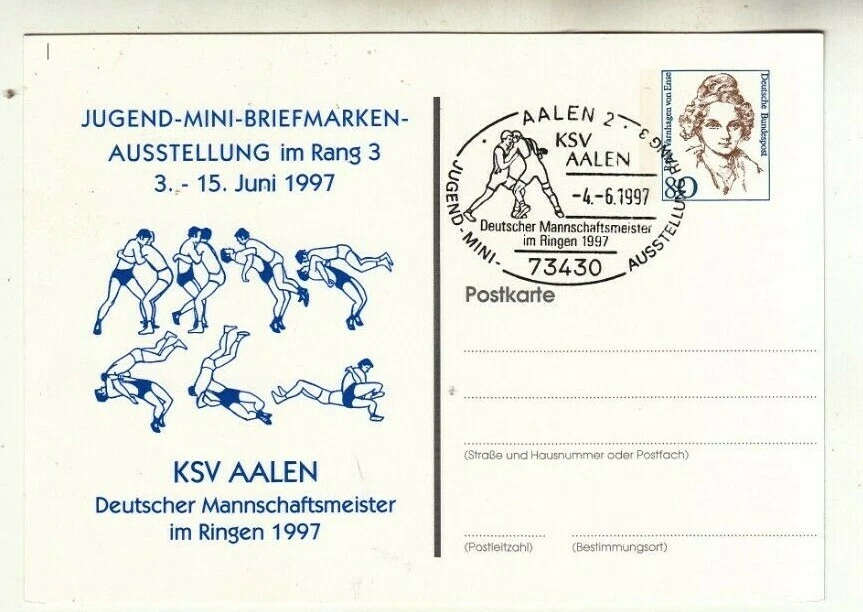 JUGEND-MINI-BRIEFMARKEN-
AUSSTELLUNG im Rang 3
3. - 15. Juni 1997
KSV AALEN
Deutscher Mannschaftsmeister
im Ringen 1997
AALEN 2
JUGEND-MINI-AUSSTELLUNG RANG 3
KSV
AALEN
-4.-6.1997
Deutscher Mannschaftsmeister
im Ringen 1997
73430
Varnhagen von Ense
Deutsche Bundespost
80
Postkarte
(Straße und Hausnummer oder Postfach)
(Postleitzahl) (Bestimmungsort)